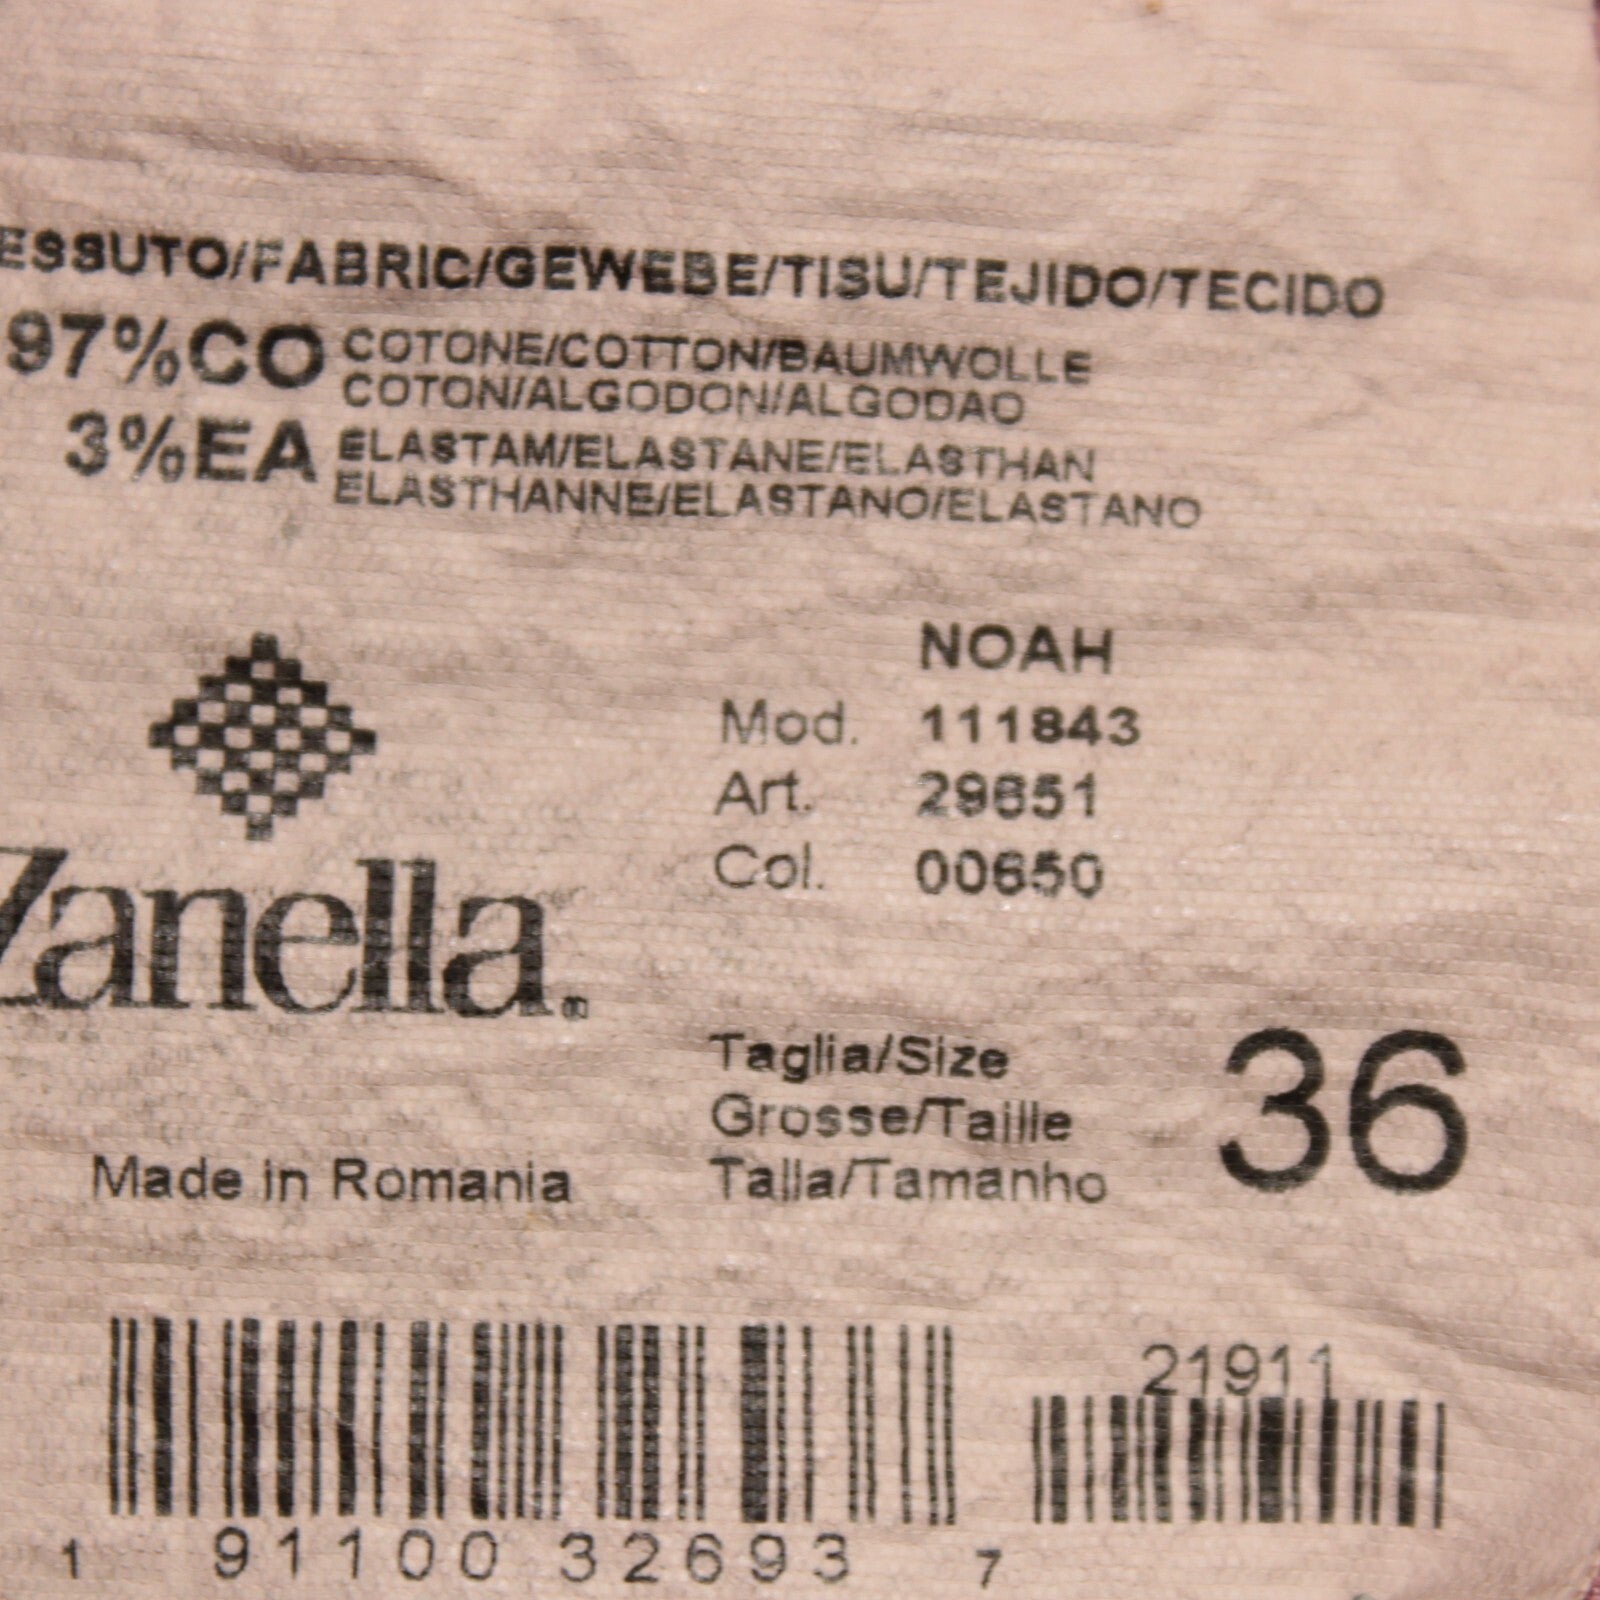 ESSUTO/FABRIC/GEWEBE/TISU/TEJIDO/TECIDO
97%CO COTONE/COTTON/BAUMWOLLE
COTON/ALGODON/ALGODAO
3%EA ELASTAM/ELASTANE/ELASTHAN
ELASTHANNE/ELASTANO/ELASTANO
NOAH
Mod. 111843
Art. 29651
Col. 00650
Zanella®
Taglia/Size
Grosse/Taille
Talla/Tamanho
36
Made in Romania
21911
1 91100 32693 7